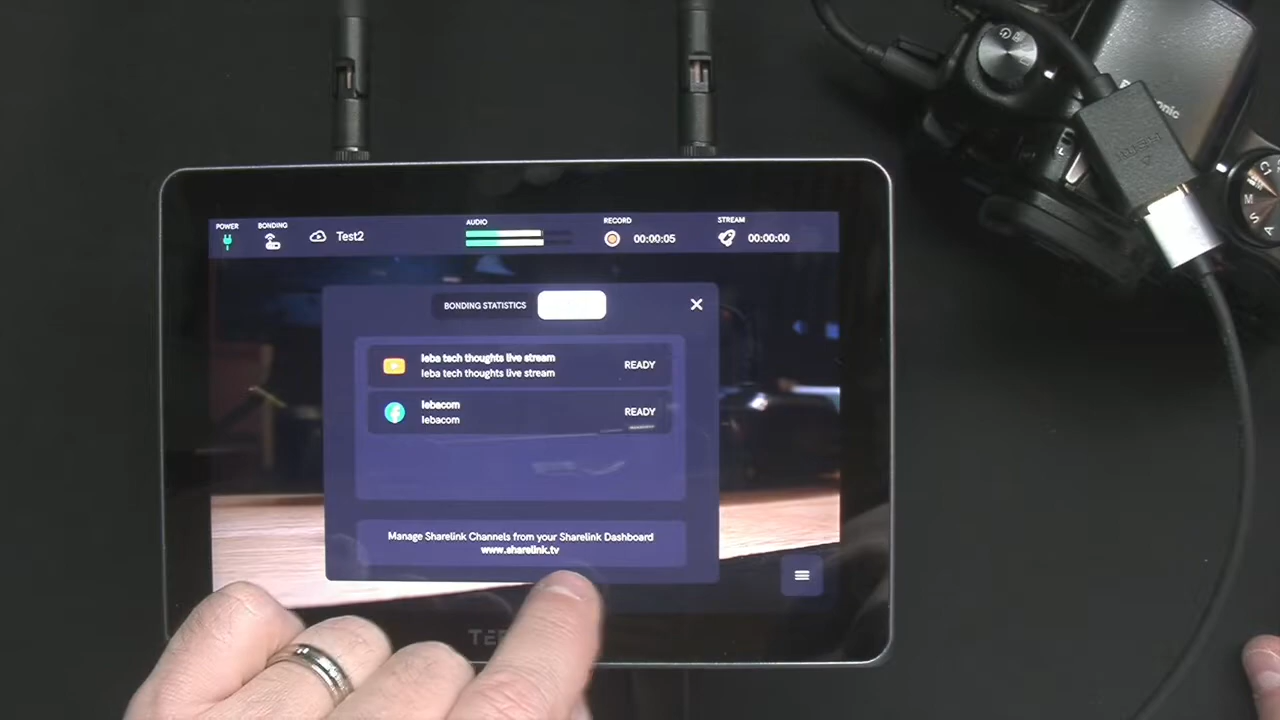 POWER
BONDING
Test2
AUDIO
RECORD
00:00:05
STREAM
00:00:00
BONDING STATISTICS
leba tech thoughts live stream
leba tech thoughts live stream
READY
lebacom
lebacom
READY
Manage Sharelink Channels from your Sharelink Dashboard
www.sharelink.tv
C1
M
S
A